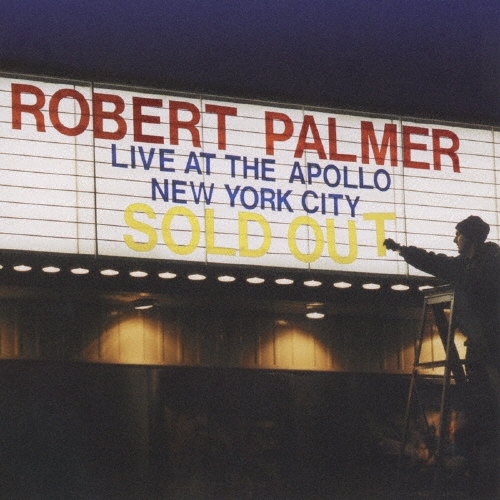 ROBERT PALMER
LIVE AT THE APOLLO
NEW YORK CITY
SOLD OUT